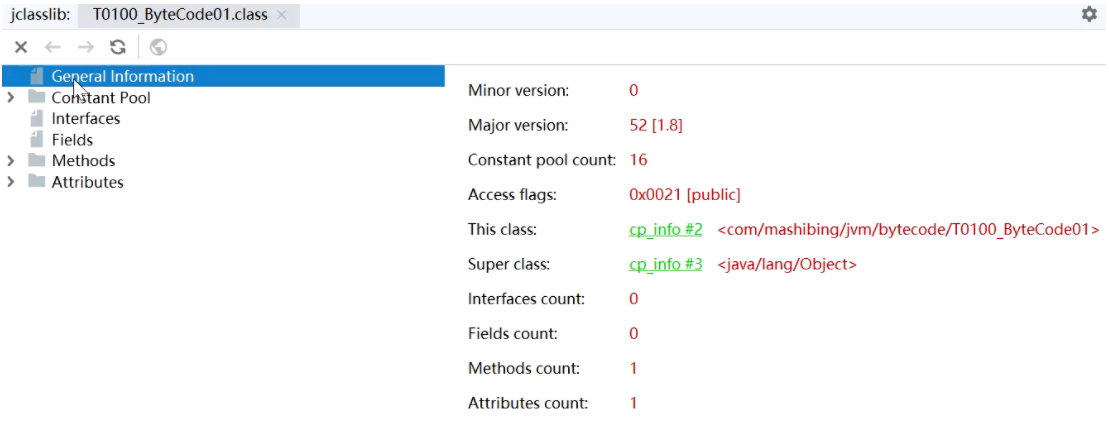 jclasslib: T0100_ByteCode01.class
General Information
Constant Pool
Interfaces
Fields
Methods
Attributes
Minor version: 0
Major version: 52 [1.8]
Constant pool count: 16
Access flags: 0x0021 [public]
This class: cp_info #2 <com/mashibing/jvm/bytecode/T0100_ByteCode01>
Super class: cp_info #3 <java/lang/Object>
Interfaces count: 0
Fields count: 0
Methods count: 1
Attributes count: 1